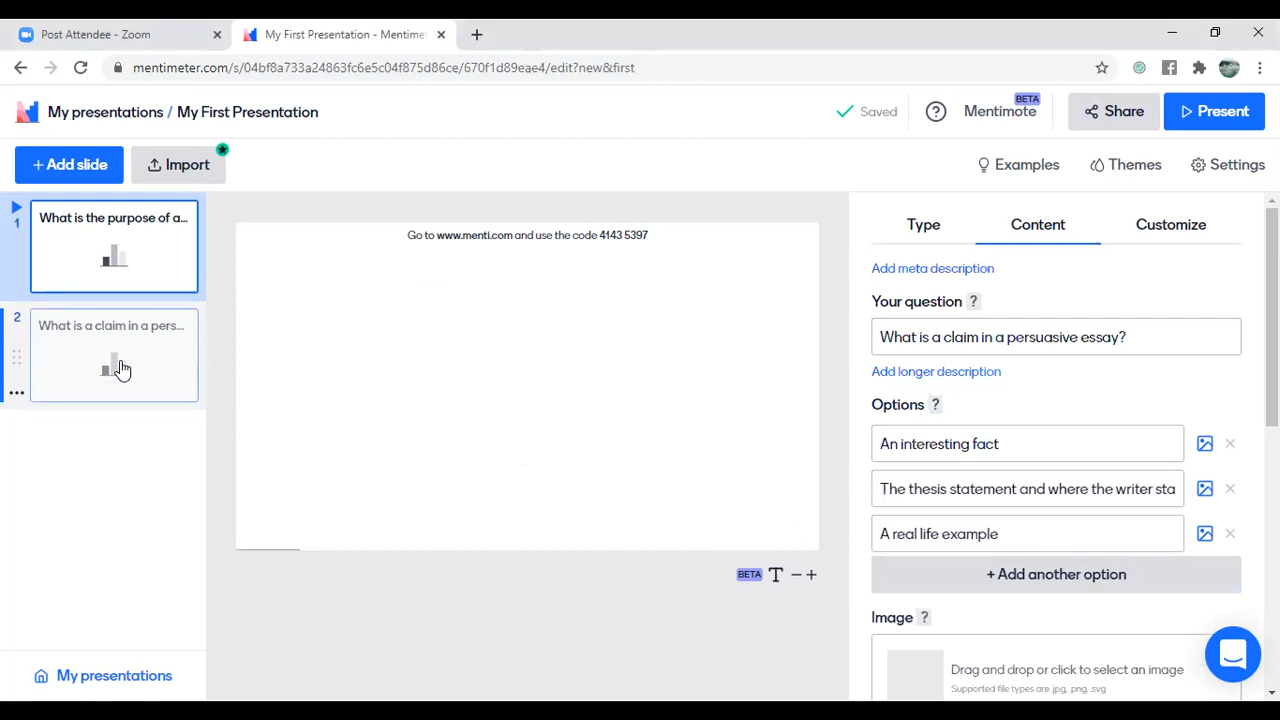 Post Attendee - Zoom
My First Presentation - Mentime
mentimeter.com/s/04bf8a733a24863fc6e5c04f875d86ce/670f1d89eae4/edit?new&first
My presentations / My First Presentation
Saved
?
Mentimote
BETA
Share
Present
+ Add slide
Import
Examples
Themes
Settings
1
What is the purpose of a...
2
What is a claim in a pers...
My presentations
Go to www.menti.com and use the code 4143 5397
BETA T − +
Type
Content
Customize
Add meta description
Your question ?
What is a claim in a persuasive essay?
Add longer description
Options ?
An interesting fact
The thesis statement and where the writer sta
A real life example
+ Add another option
Image ?
Drag and drop or click to select an image
Supported file types are .jpg, .png, .svg